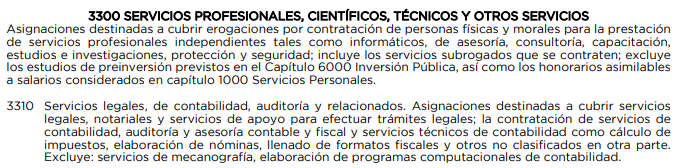 3300 SERVICIOS PROFESIONALES, CIENTÍFICOS, TÉCNICOS Y OTROS SERVICIOS
Asignaciones destinadas a cubrir erogaciones por contratación de personas físicas y morales para la prestación
de servicios profesionales independientes tales como informáticos, de asesoría, consultoría, capacitación,
estudios e investigaciones, protección y seguridad; incluye los servicios subrogados que se contraten; excluye
los estudios de preinversión previstos en el Capítulo 6000 Inversión Pública, así como los honorarios asimilables
a salarios considerados en capítulo 1000 Servicios Personales.
3310 Servicios legales, de contabilidad, auditoría y relacionados. Asignaciones destinadas a cubrir servicios
legales, notariales y servicios de apoyo para efectuar trámites legales; la contratación de servicios de
contabilidad, auditoría y asesoría contable y fiscal y servicios técnicos de contabilidad como cálculo de
impuestos, elaboración de nóminas, llenado de formatos fiscales y otros no clasificados en otra parte.
Excluye: servicios de mecanografía, elaboración de programas computacionales de contabilidad.